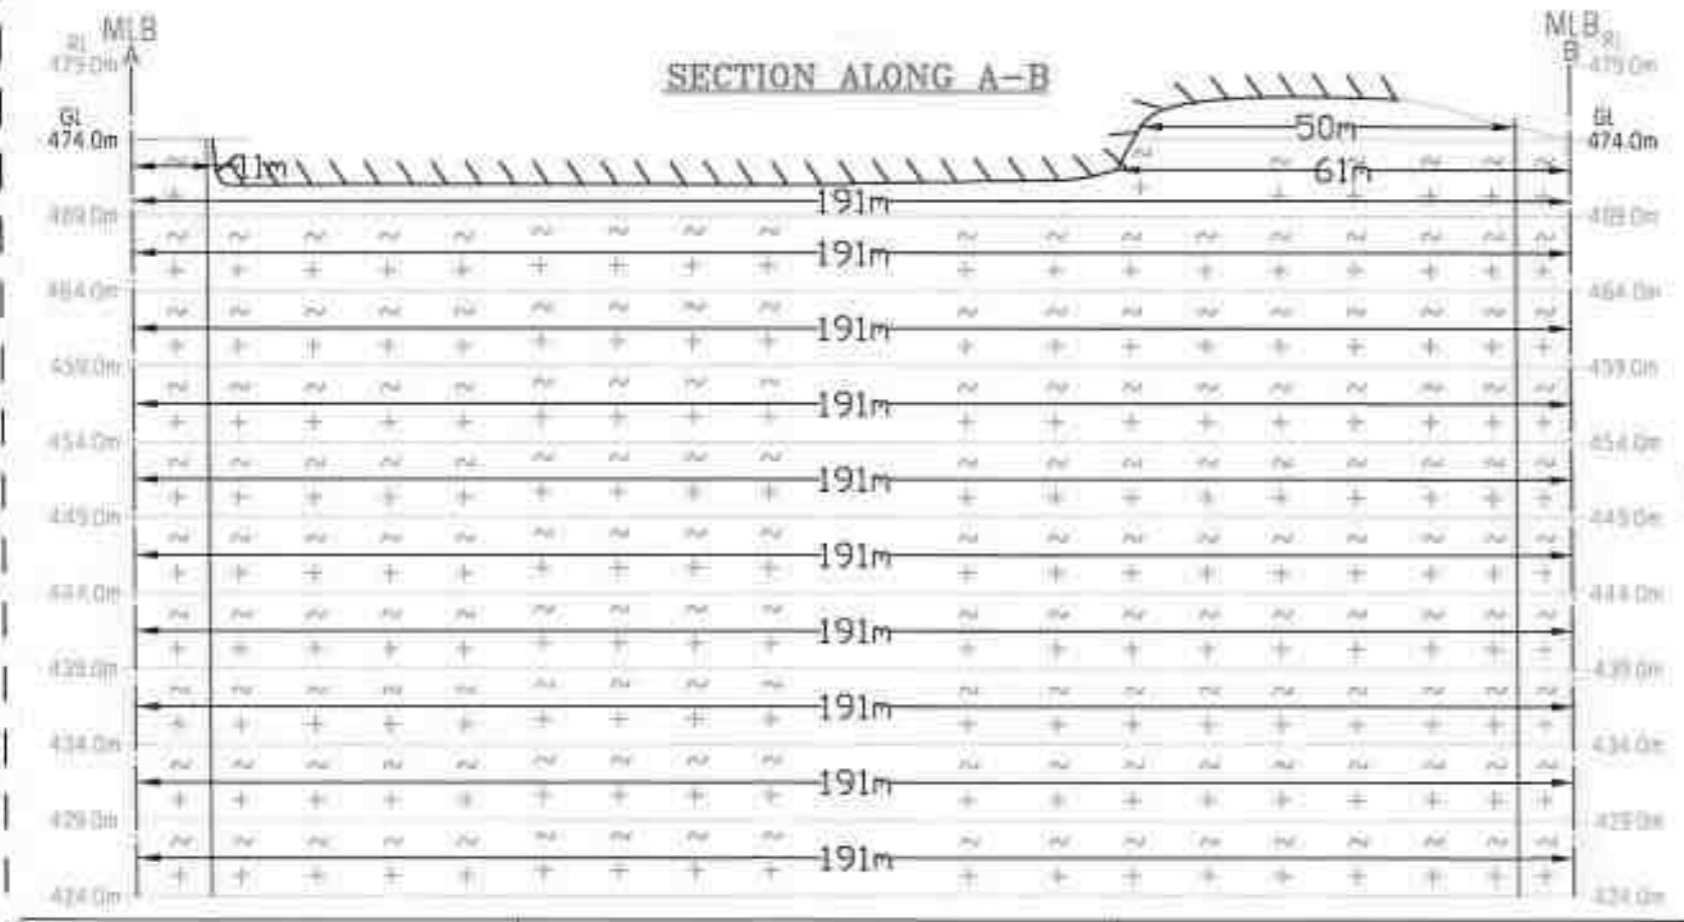 MLB MLB
RL A B RL
479.0m SECTION ALONG A-B 479.0m
GL GL
474.0m 50m 474.0m
11m 61m
191m
469.0m 469.0m
191m
464.0m 464.0m
191m
459.0m 459.0m
191m
454.0m 454.0m
191m
449.0m 449.0m
191m
444.0m 444.0m
191m
439.0m 439.0m
191m
434.0m 434.0m
191m
429.0m 429.0m
191m
424.0m 424.0m